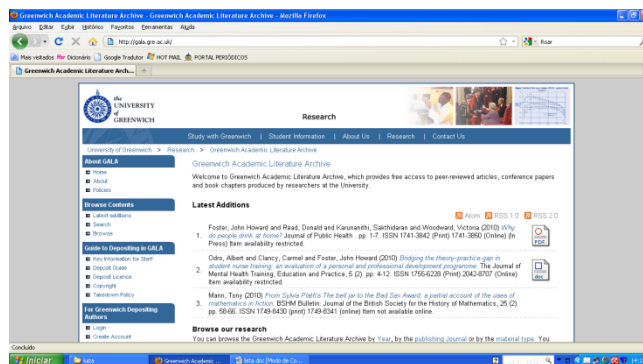 Greenwich Academic Literature Archive - Greenwich Academic Literature Archive - Mozilla Firefox
Arquivo Editar Exibir Histórico Favoritos Ferramentas Ajuda
http://gala.gre.ac.uk/
Roar
Mais visitados Dicionário Google Tradutor HOT MAIL PORTAL PERIÓDICOS
Greenwich Academic Literature Arch...
the
UNIVERSITY
of
GREENWICH
Research
Study with Greenwich | Student Information | About Us | Research | Contact Us
University of Greenwich > Research > Greenwich Academic Literature Archive
About GALA
Home
About
Policies
Browse Contents
Latest additions
Search
Browse
Guide to Depositing in GALA
Key Information for Staff
Deposit Guide
Deposit Licence
Copyright
Takedown Policy
For Greenwich Depositing
Authors
Login
Create Account
Greenwich Academic Literature Archive
Welcome to Greenwich Academic Literature Archive, which provides free access to peer-reviewed articles, conference papers
and book chapters produced by researchers at the University.
Latest Additions
Atom RSS 1.0 RSS 2.0
Foster, John Howard and Read, Donald and Karunanithi, Sakthidaran and Woodward, Victoria (2010) Why
1. do people drink at home? Journal of Public Health . pp. 1-7. ISSN 1741-3842 (Print) 1741-3850 (Online) (In
Press) Item availability restricted.
PDF
Odro, Albert and Clancy, Carmel and Foster, John Howard (2010) Bridging the theory-practice gap in
2. student nurse training: an evaluation of a personal and professional development programme. The Journal of
Mental Health Training, Education and Practice, 5 (2). pp. 4-12. ISSN 1755-6228 (Print) 2042-8707 (Online)
Item availability restricted.
doc
Mann, Tony (2010) From Sylvia Plath's The bell jar to the Bad Sex Award: a partial account of the uses of
3. mathematics in fiction. BSHM Bulletin: Journal of the British Society for the History of Mathematics, 25 (2).
pp. 58-66. ISSN 1749-8430 (print) 1749-8341 (online) Item not available online.
Browse our research
You can browse the Greenwich Academic Literature Archive by Year, by the publishing Journal or by the material type. You
Concluído
Iniciar luiza Greenwich Academic ... lista.doc [Modo de Co...